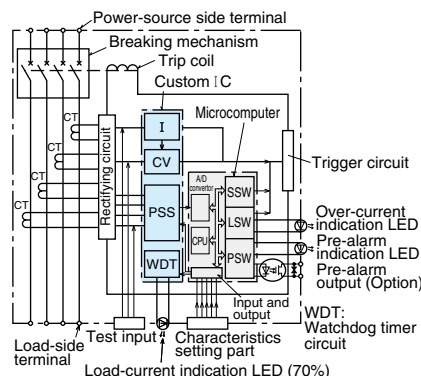 Power-source side terminal
Breaking mechanism
Trip coil
Custom IC
Microcomputer
CT
CT
CT
CT
Rectifying circuit
I
CV
PSS
WDT
A/D
convertor
CPU
SSW
LSW
PSW
Trigger circuit
Over-current
indication LED
Pre-alarm
indication LED
Pre-alarm
output (Option)
Input and
output
WDT:
Watchdog timer
circuit
Load-side
terminal
Test input
Characteristics
setting part
Load-current indication LED (70%)